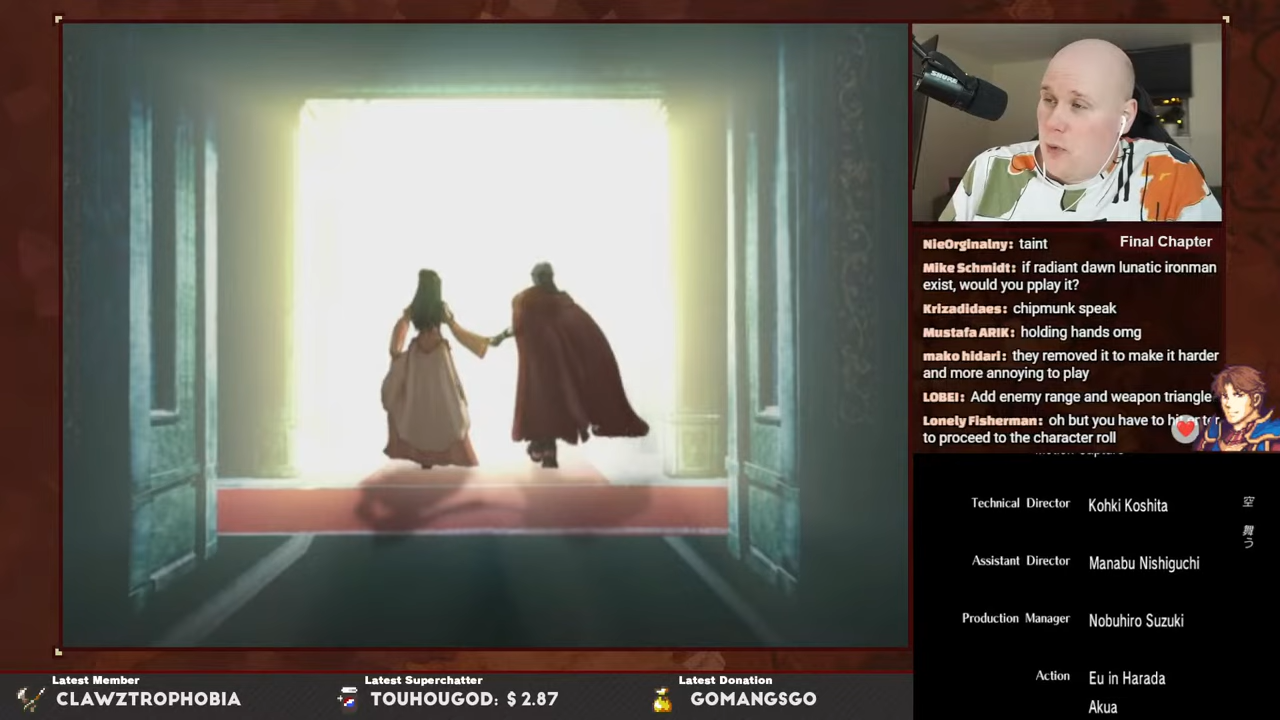 SHURE
NieOrginalny: taint
Final Chapter
Mike Schmidt: if radiant dawn lunatic ironman
exist, would you pplay it?
Krizadidaes: chipmunk speak
Mustafa ARIK: holding hands omg
mako hidari: they removed it to make it harder
and more annoying to play
LOBEI: Add enemy range and weapon triangle
Lonely Fisherman: oh but you have to
to proceed to the character roll
Technical Director Kohki Koshita
空
舞
う
Assistant Director Manabu Nishiguchi
Production Manager Nobuhiro Suzuki
Action Eu in Harada
Akua
Latest Member
CLAWZTROPHOBIA
Latest Superchatter
TOUHOUGOD: $ 2.87
Latest Donation
GOMANGSGO